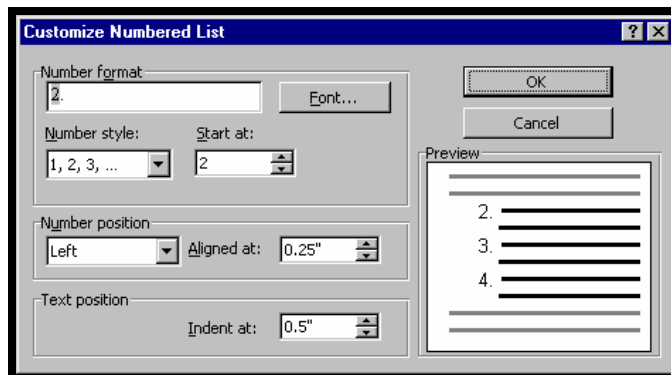 Customize Numbered List
Number format
2.
Font...
Number style:
Start at:
1, 2, 3, ...
2
Number position
Left
Aligned at:
0.25"
Text position
Indent at:
0.5"
OK
Cancel
Preview
2.
3.
4.